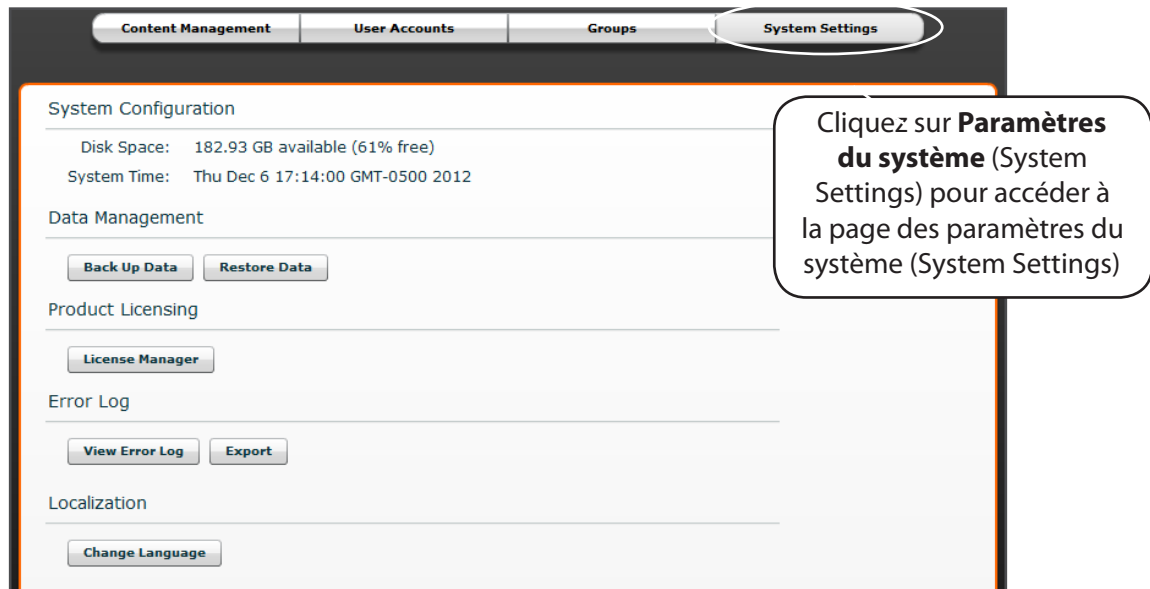 Content Management User Accounts Groups System Settings
System Configuration
Disk Space: 182.93 GB available (61% free)
System Time: Thu Dec 6 17:14:00 GMT-0500 2012
Data Management
Back Up Data Restore Data
Product Licensing
License Manager
Error Log
View Error Log Export
Localization
Change Language
Cliquez sur Paramètres
du système (System
Settings) pour accéder à
la page des paramètres du
système (System Settings)